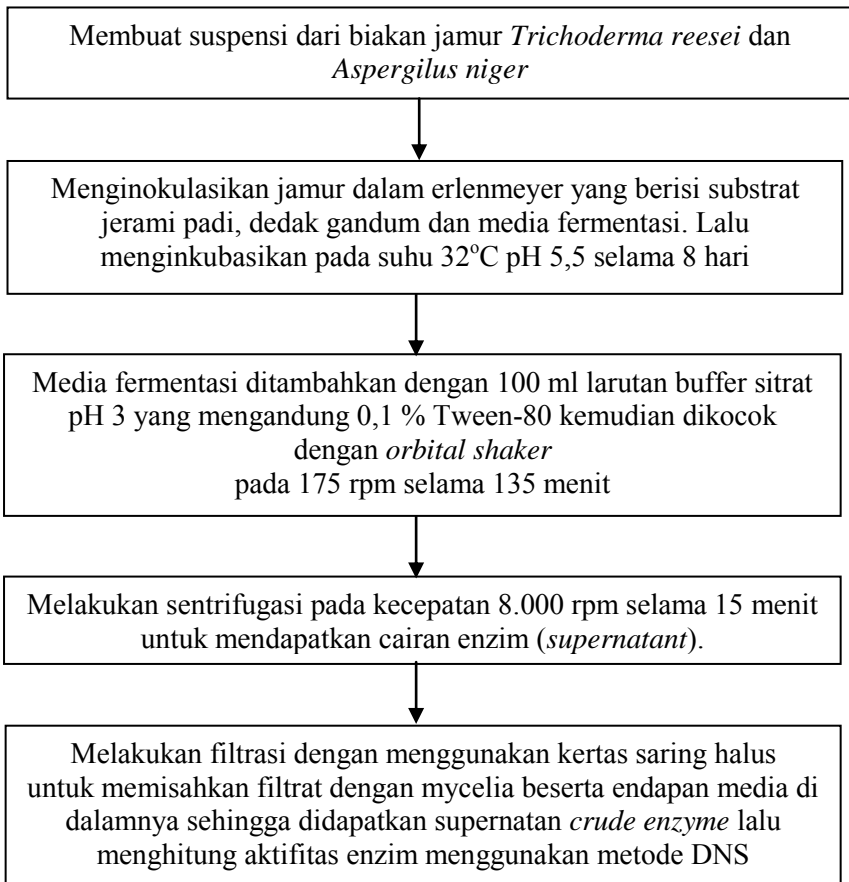 Membuat suspensi dari biakan jamur Trichoderma reesei dan
Aspergilus niger
Menginokulasikan jamur dalam erlenmeyer yang berisi substrat
jerami padi, dedak gandum dan media fermentasi. Lalu
menginkubasikan pada suhu 32°C pH 5,5 selama 8 hari
Media fermentasi ditambahkan dengan 100 ml larutan buffer sitrat
pH 3 yang mengandung 0,1 % Tween-80 kemudian dikocok
dengan orbital shaker
pada 175 rpm selama 135 menit
Melakukan sentrifugasi pada kecepatan 8.000 rpm selama 15 menit
untuk mendapatkan cairan enzim (supernatant).
Melakukan filtrasi dengan menggunakan kertas saring halus
untuk memisahkan filtrat dengan mycelia beserta endapan media di
dalamnya sehingga didapatkan supernatan crude enzyme lalu
menghitung aktifitas enzim menggunakan metode DNS